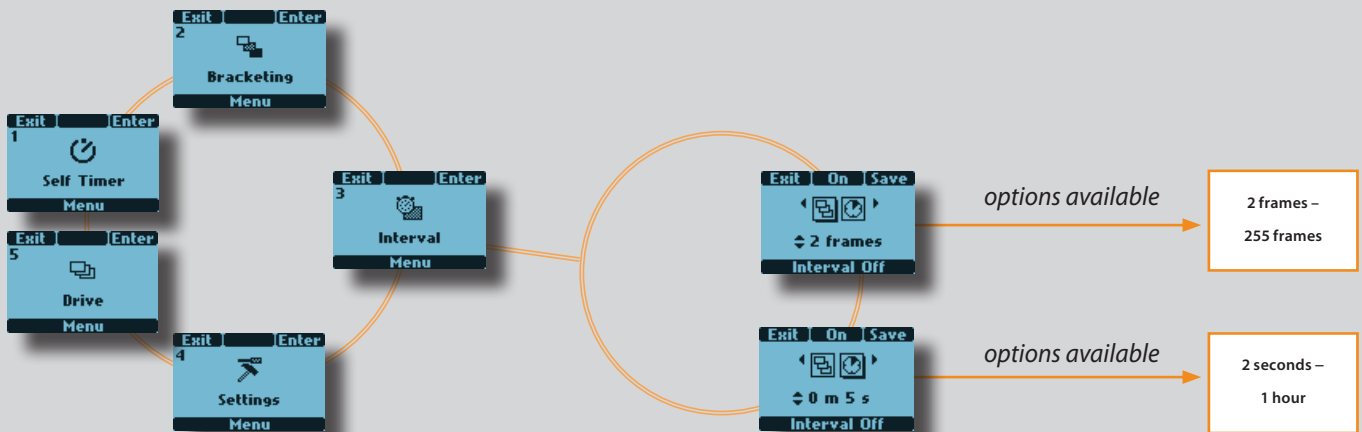 Exit Enter
2
Bracketing
Menu
Exit Enter
1
Self Timer
Menu
Exit Enter
3
Interval
Menu
Exit Enter
5
Drive
Menu
Exit Enter
4
Settings
Menu
Exit On Save
2 frames
Interval Off
options available
2 frames –
255 frames
Exit On Save
0 m 5 s
Interval Off
options available
2 seconds –
1 hour